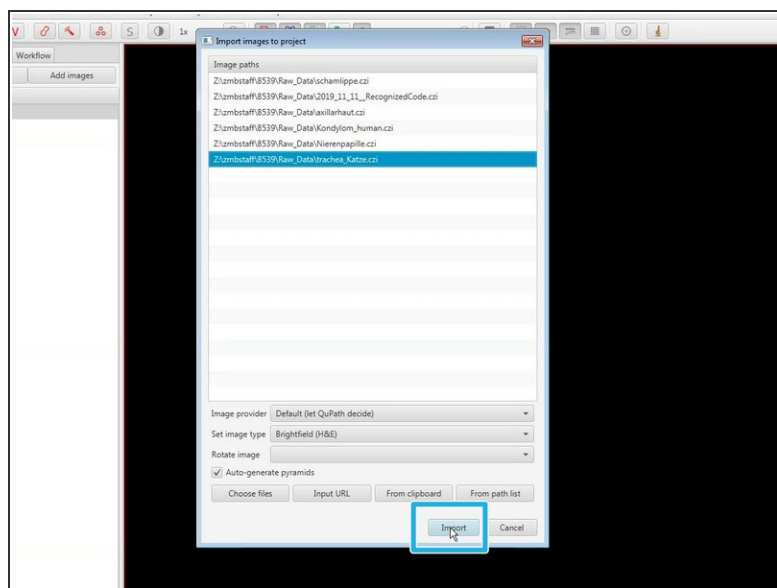 S 1x
Import images to project
Workflow
Image paths
Add images
Z:\zmbstaff\8539\Raw_Data\schamlippe.czi
Z:\zmbstaff\8539\Raw_Data\2019_11_11__RecognizedCode.czi
Z:\zmbstaff\8539\Raw_Data\axillarhaut.czi
Z:\zmbstaff\8539\Raw_Data\Kondylom_human.czi
Z:\zmbstaff\8539\Raw_Data\Nierenpapille.czi
Z:\zmbstaff\8539\Raw_Data\trachea_Katze.czi
Image provider Default (let QuPath decide)
Set image type Brightfield (H&E)
Rotate image
Auto-generate pyramids
Choose files Input URL From clipboard From path list
Import Cancel